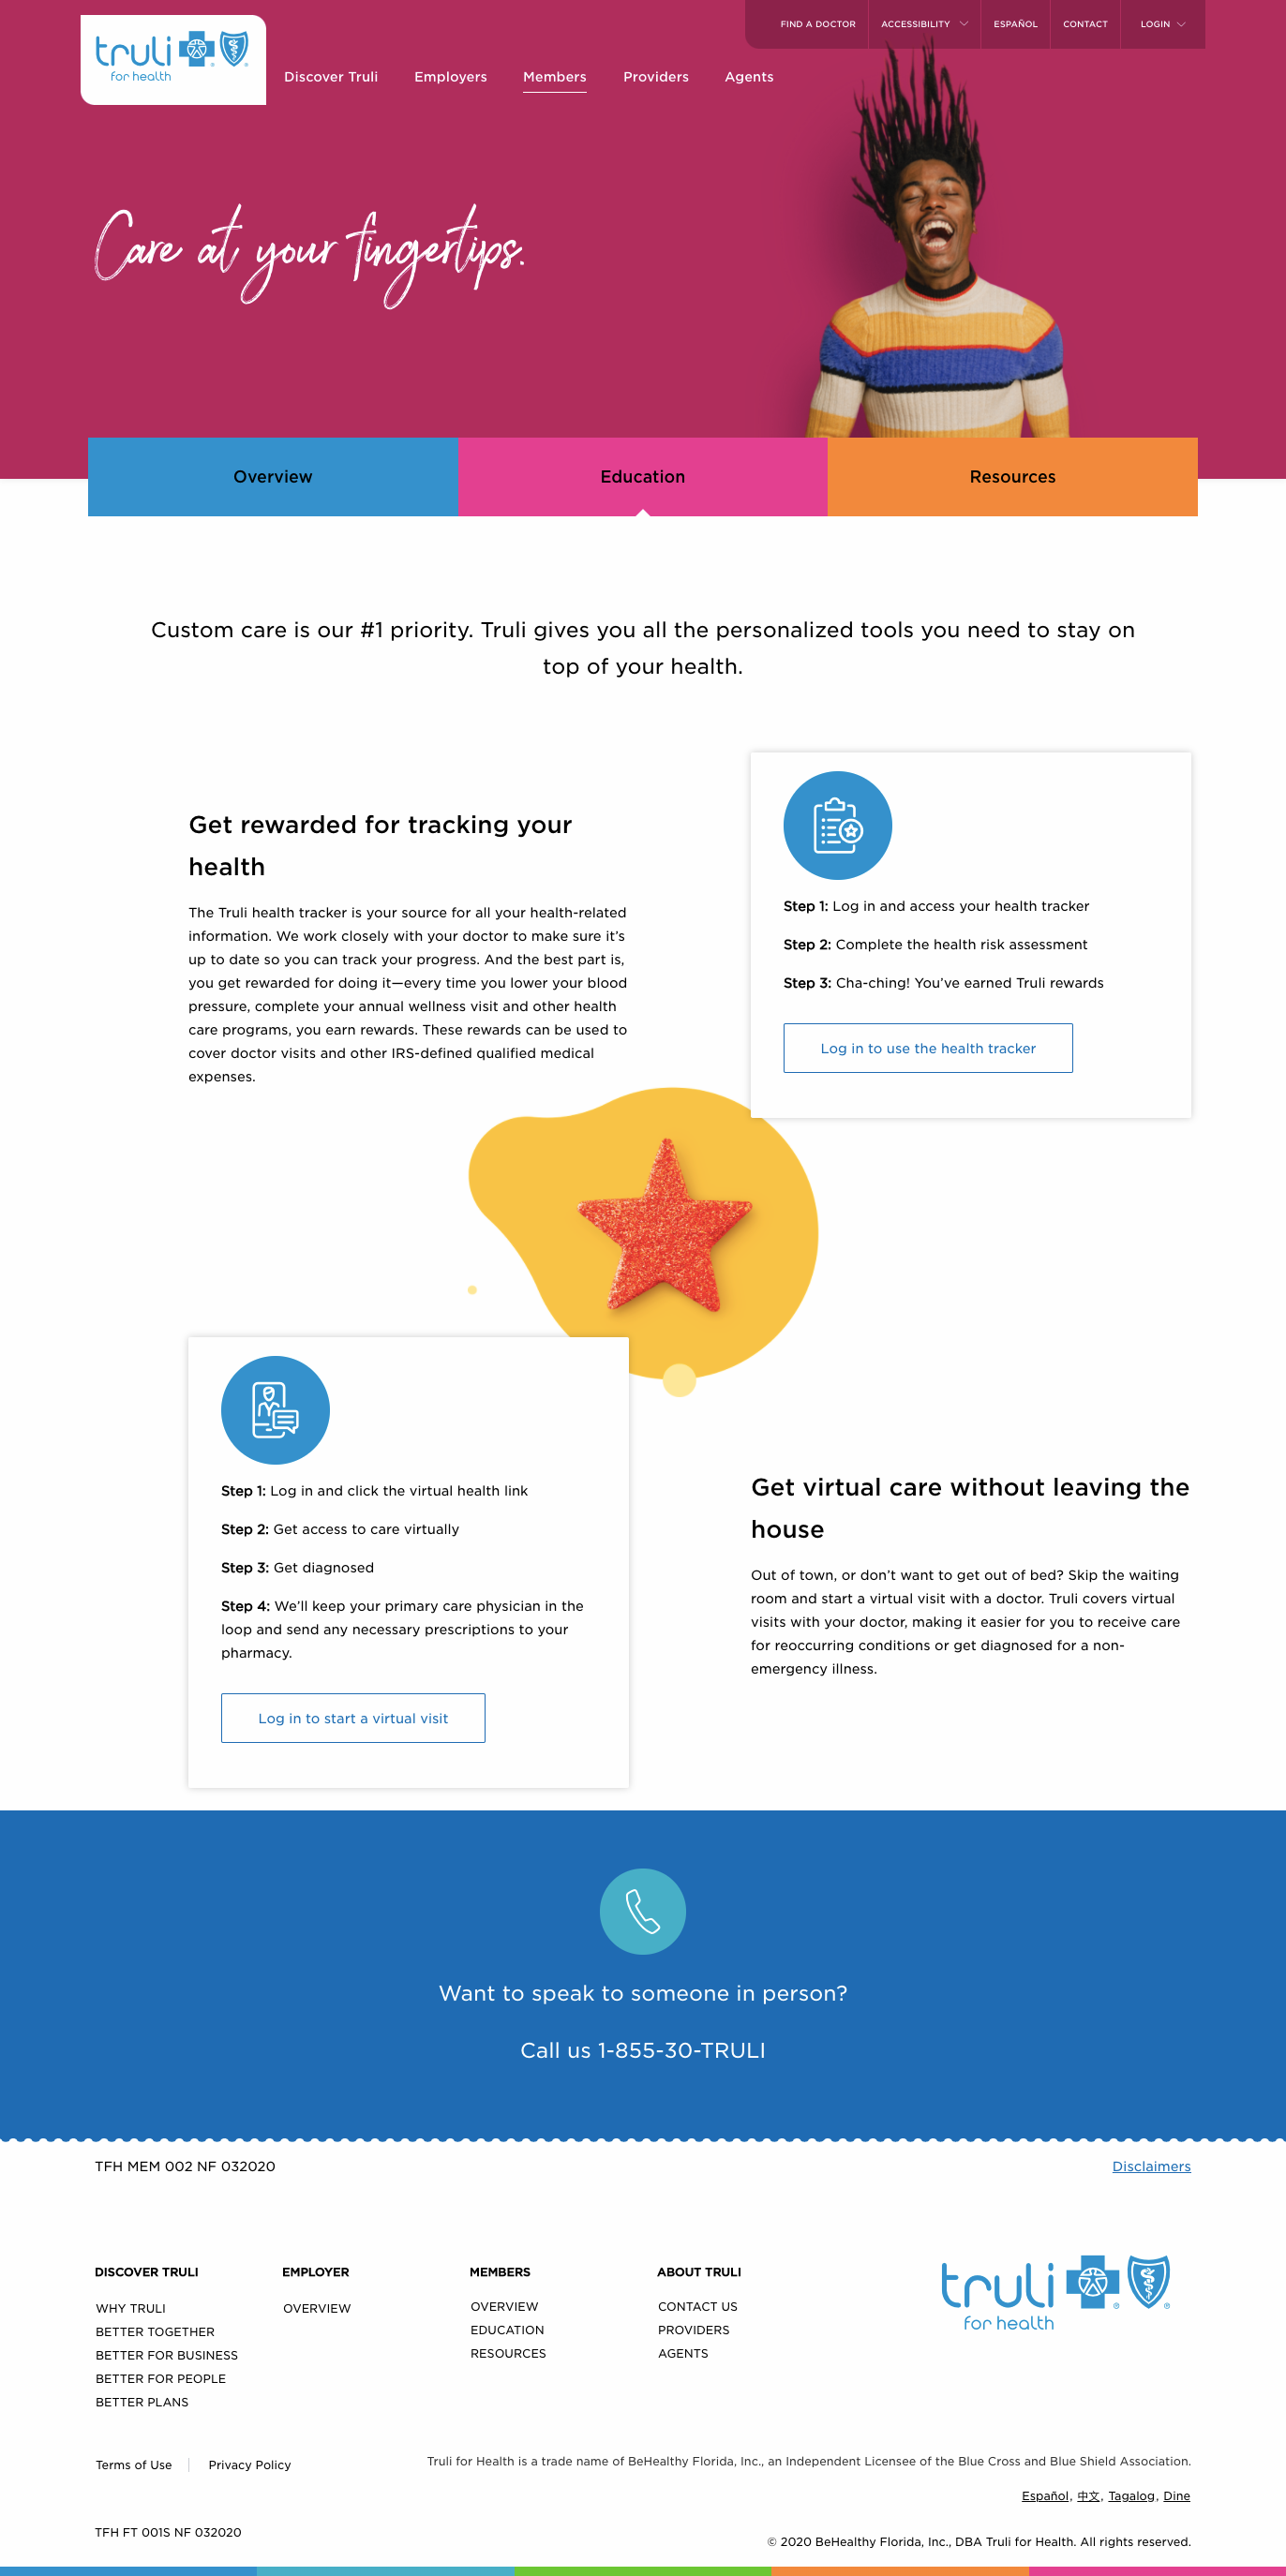 FIND A DOCTOR
ACCESSIBILITY
ESPAÑOL
CONTACT
LOGIN
truli
for health
Discover Truli
Employers
Members
Providers
Agents
Care at your fingertips.
Overview
Education
Resources
Custom care is our #1 priority. Truli gives you all the personalized tools you need to stay on
top of your health.
Get rewarded for tracking your
health
The Truli health tracker is your source for all your health-related
information. We work closely with your doctor to make sure it’s
up to date so you can track your progress. And the best part is,
you get rewarded for doing it—every time you lower your blood
pressure, complete your annual wellness visit and other health
care programs, you earn rewards. These rewards can be used to
cover doctor visits and other IRS-defined qualified medical
expenses.
Step 1: Log in and access your health tracker
Step 2: Complete the health risk assessment
Step 3: Cha-ching! You’ve earned Truli rewards
Log in to use the health tracker
Step 1: Log in and click the virtual health link
Step 2: Get access to care virtually
Step 3: Get diagnosed
Step 4: We’ll keep your primary care physician in the
loop and send any necessary prescriptions to your
pharmacy.
Log in to start a virtual visit
Get virtual care without leaving the
house
Out of town, or don’t want to get out of bed? Skip the waiting
room and start a virtual visit with a doctor. Truli covers virtual
visits with your doctor, making it easier for you to receive care
for reoccurring conditions or get diagnosed for a non-
emergency illness.
Want to speak to someone in person?
Call us 1-855-30-TRULI
TFH MEM 002 NF 032020
Disclaimers
DISCOVER TRULI
WHY TRULI
BETTER TOGETHER
BETTER FOR BUSINESS
BETTER FOR PEOPLE
BETTER PLANS
EMPLOYER
OVERVIEW
MEMBERS
OVERVIEW
EDUCATION
RESOURCES
ABOUT TRULI
CONTACT US
PROVIDERS
AGENTS
truli
for health
Terms of Use
Privacy Policy
Truli for Health is a trade name of BeHealthy Florida, Inc., an Independent Licensee of the Blue Cross and Blue Shield Association.
Español, 中文, Tagalog, Dine
TFH FT 001S NF 032020
© 2020 BeHealthy Florida, Inc., DBA Truli for Health. All rights reserved.